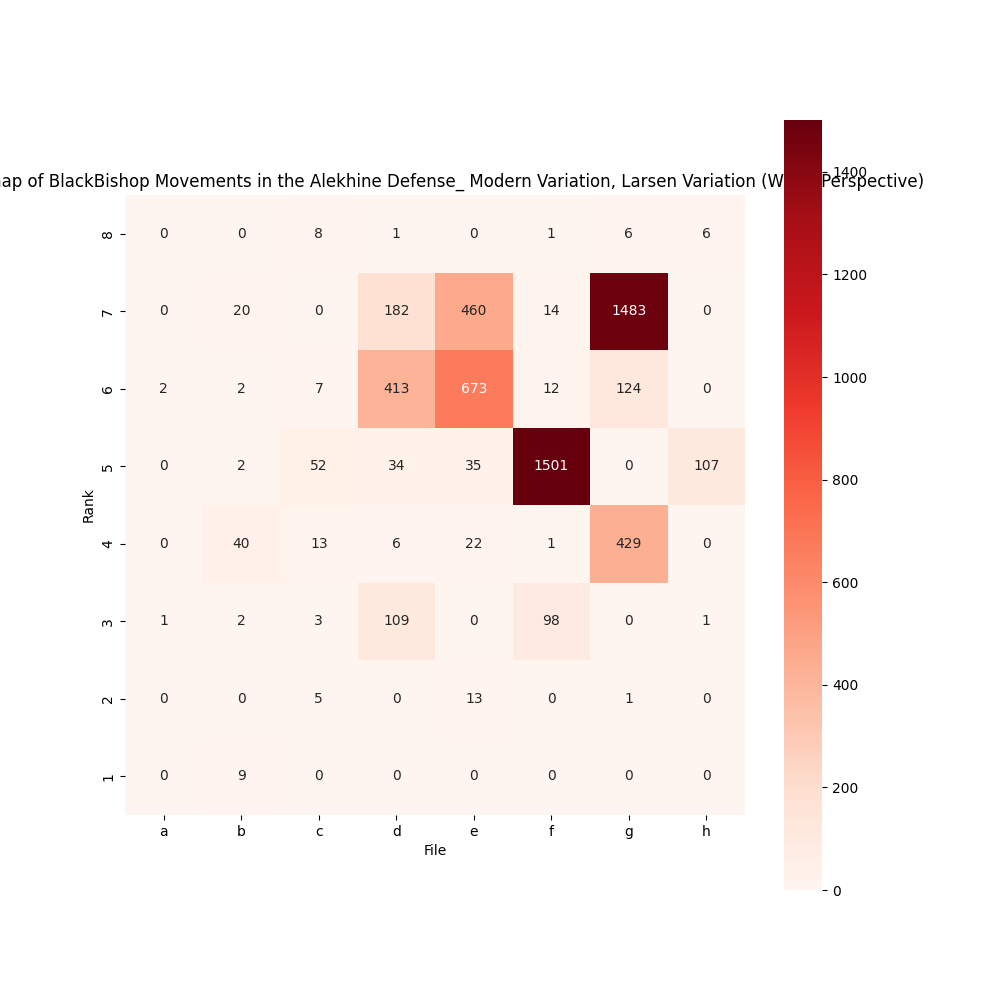 ap of BlackBishop Movements in the Alekhine Defense_ Modern Variation, Larsen Variation (W Perspective)
8 0 0 8 1 0 1 6 6
7 0 20 0 182 460 14 1483 0
6 2 2 7 413 673 12 124 0
5 0 2 52 34 35 1501 0 107
4 0 40 13 6 22 1 429 0
3 1 2 3 109 0 98 0 1
2 0 0 5 0 13 0 1 0
1 0 9 0 0 0 0 0 0
a b c d e f g h
File
Rank
1400
1200
1000
800
600
400
200
0